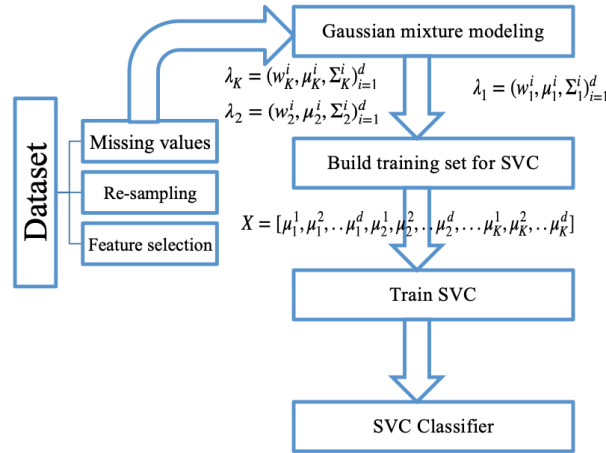 Gaussian mixture modeling
λ_K = (w_K^i, μ_K^i, Σ_K^i)_{i=1}^d
λ_1 = (w_1^i, μ_1^i, Σ_1^i)_{i=1}^d
λ_2 = (w_2^i, μ_2^i, Σ_2^i)_{i=1}^d
Dataset
Missing values
Re-sampling
Feature selection
Build training set for SVC
X = [μ_1^1, μ_1^2, . . μ_1^d, μ_2^1, μ_2^2, . . μ_2^d, . . . μ_K^1, μ_K^2, . . μ_K^d]
Train SVC
SVC Classifier